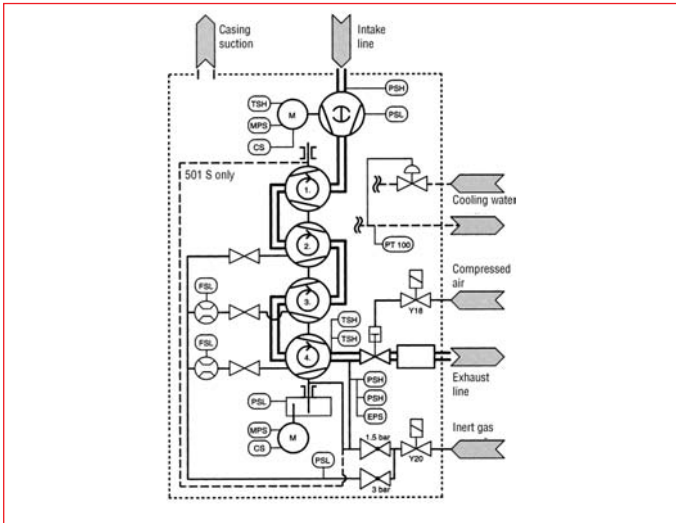 Casing
suction
Intake
line
PSH
TSH
M
PSL
MPS
CS
501 S only
1.
Cooling water
2.
PT 100
Compressed
air
FSL
3.
Y18
TSH
FSL
TSH
4.
Exhaust
line
PSH
PSL
PSH
EPS
MPS
M
1.5 bar
Inert gas
CS
Y20
PSL
3 bar